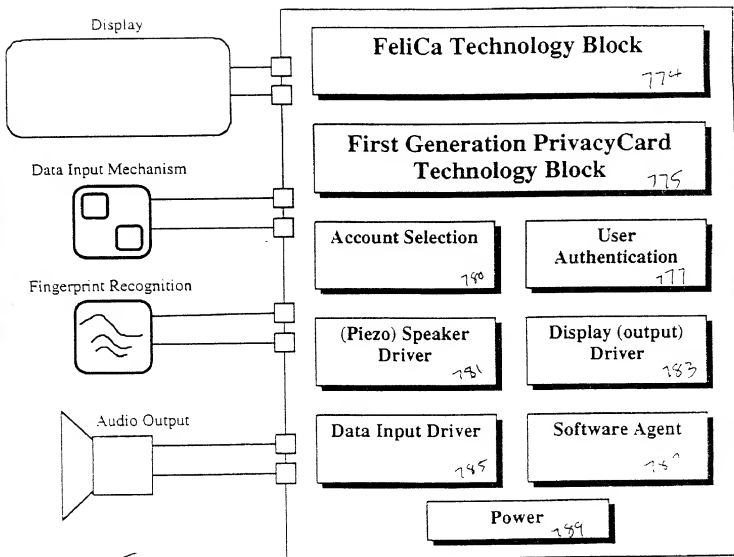 Display
FeliCa Technology Block
774
First Generation PrivacyCard
Technology Block
775
Data Input Mechanism
Account Selection
780
User
Authentication
777
Fingerprint Recognition
(Piezo) Speaker
Driver
781
Display (output)
Driver
783
Audio Output
Data Input Driver
785
Software Agent
Power
789